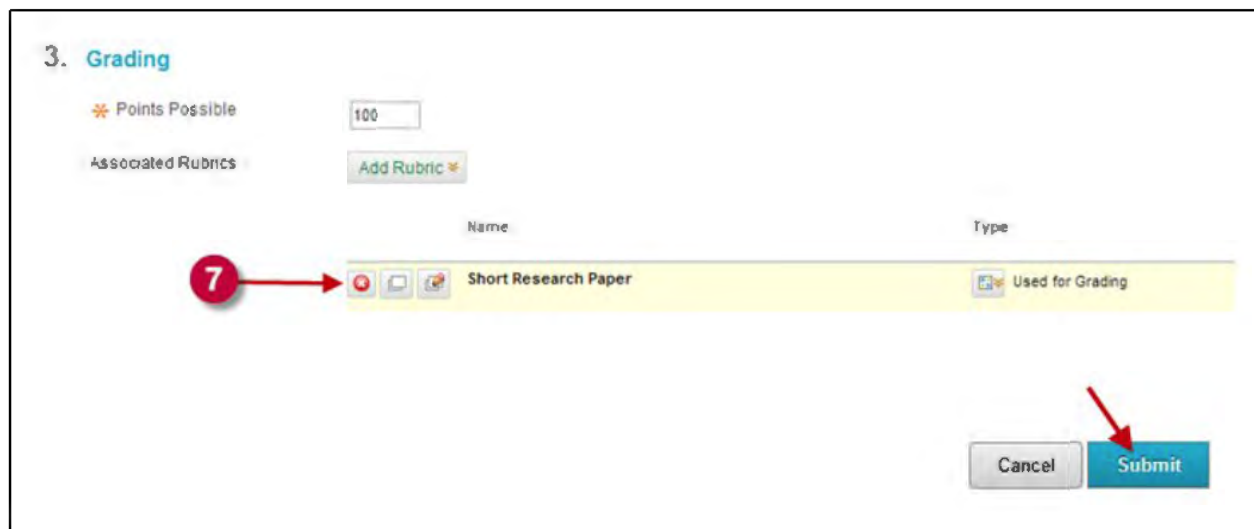 3. Grading
Points Possible
100
Associated Rubrics
Add Rubric
Name Type
7
Short Research Paper Used for Grading
Cancel Submit